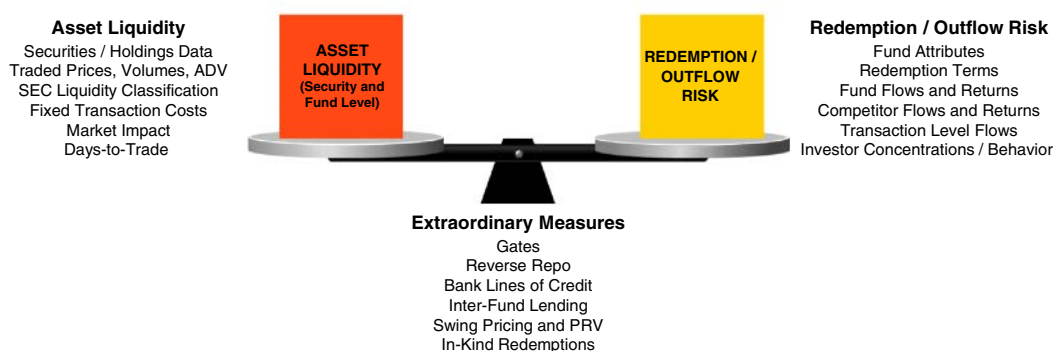 Asset Liquidity
Securities / Holdings Data
Traded Prices, Volumes, ADV
SEC Liquidity Classification
Fixed Transaction Costs
Market Impact
Days-to-Trade
ASSET
LIQUIDITY
(Security and
Fund Level)
REDEMPTION /
OUTFLOW
RISK
Redemption / Outflow Risk
Fund Attributes
Redemption Terms
Fund Flows and Returns
Competitor Flows and Returns
Transaction Level Flows
Investor Concentrations / Behavior
Extraordinary Measures
Gates
Reverse Repo
Bank Lines of Credit
Inter-Fund Lending
Swing Pricing and PRV
In-Kind Redemptions